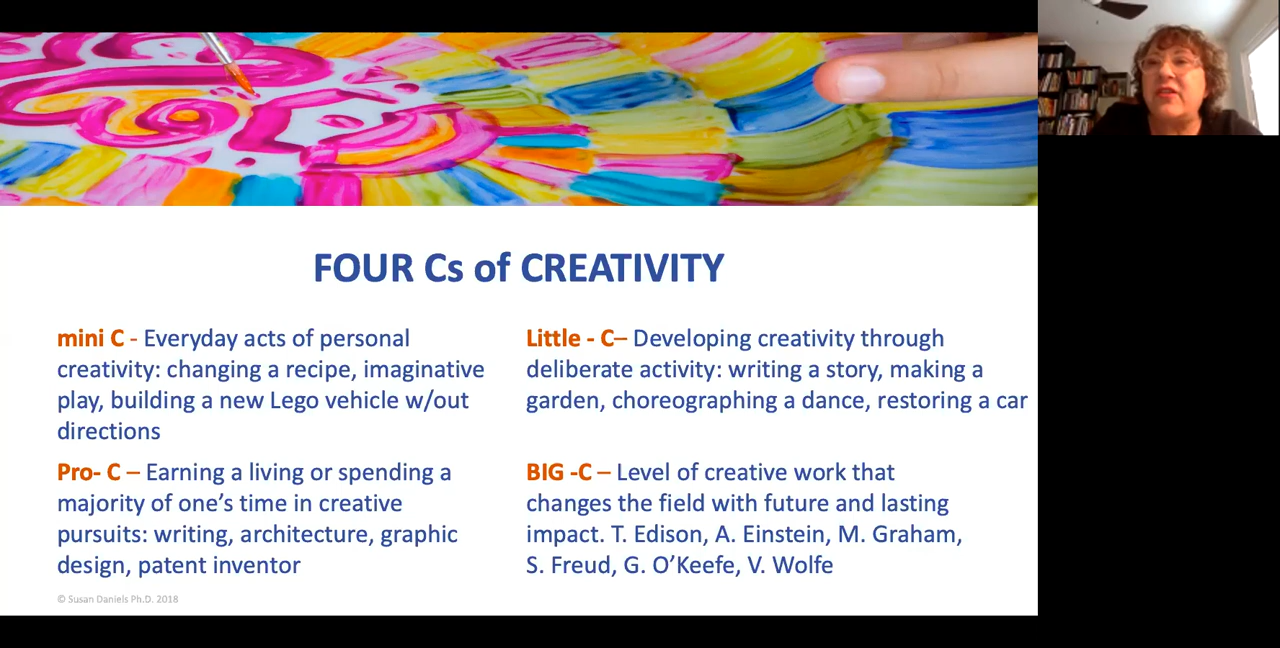 FOUR Cs of CREATIVITY
mini C - Everyday acts of personal
creativity: changing a recipe, imaginative
play, building a new Lego vehicle w/out
directions
Little - C– Developing creativity through
deliberate activity: writing a story, making a
garden, choreographing a dance, restoring a car
Pro- C – Earning a living or spending a
majority of one’s time in creative
pursuits: writing, architecture, graphic
design, patent inventor
BIG -C – Level of creative work that
changes the field with future and lasting
impact. T. Edison, A. Einstein, M. Graham,
S. Freud, G. O’Keefe, V. Wolfe
© Susan Daniels Ph.D. 2018